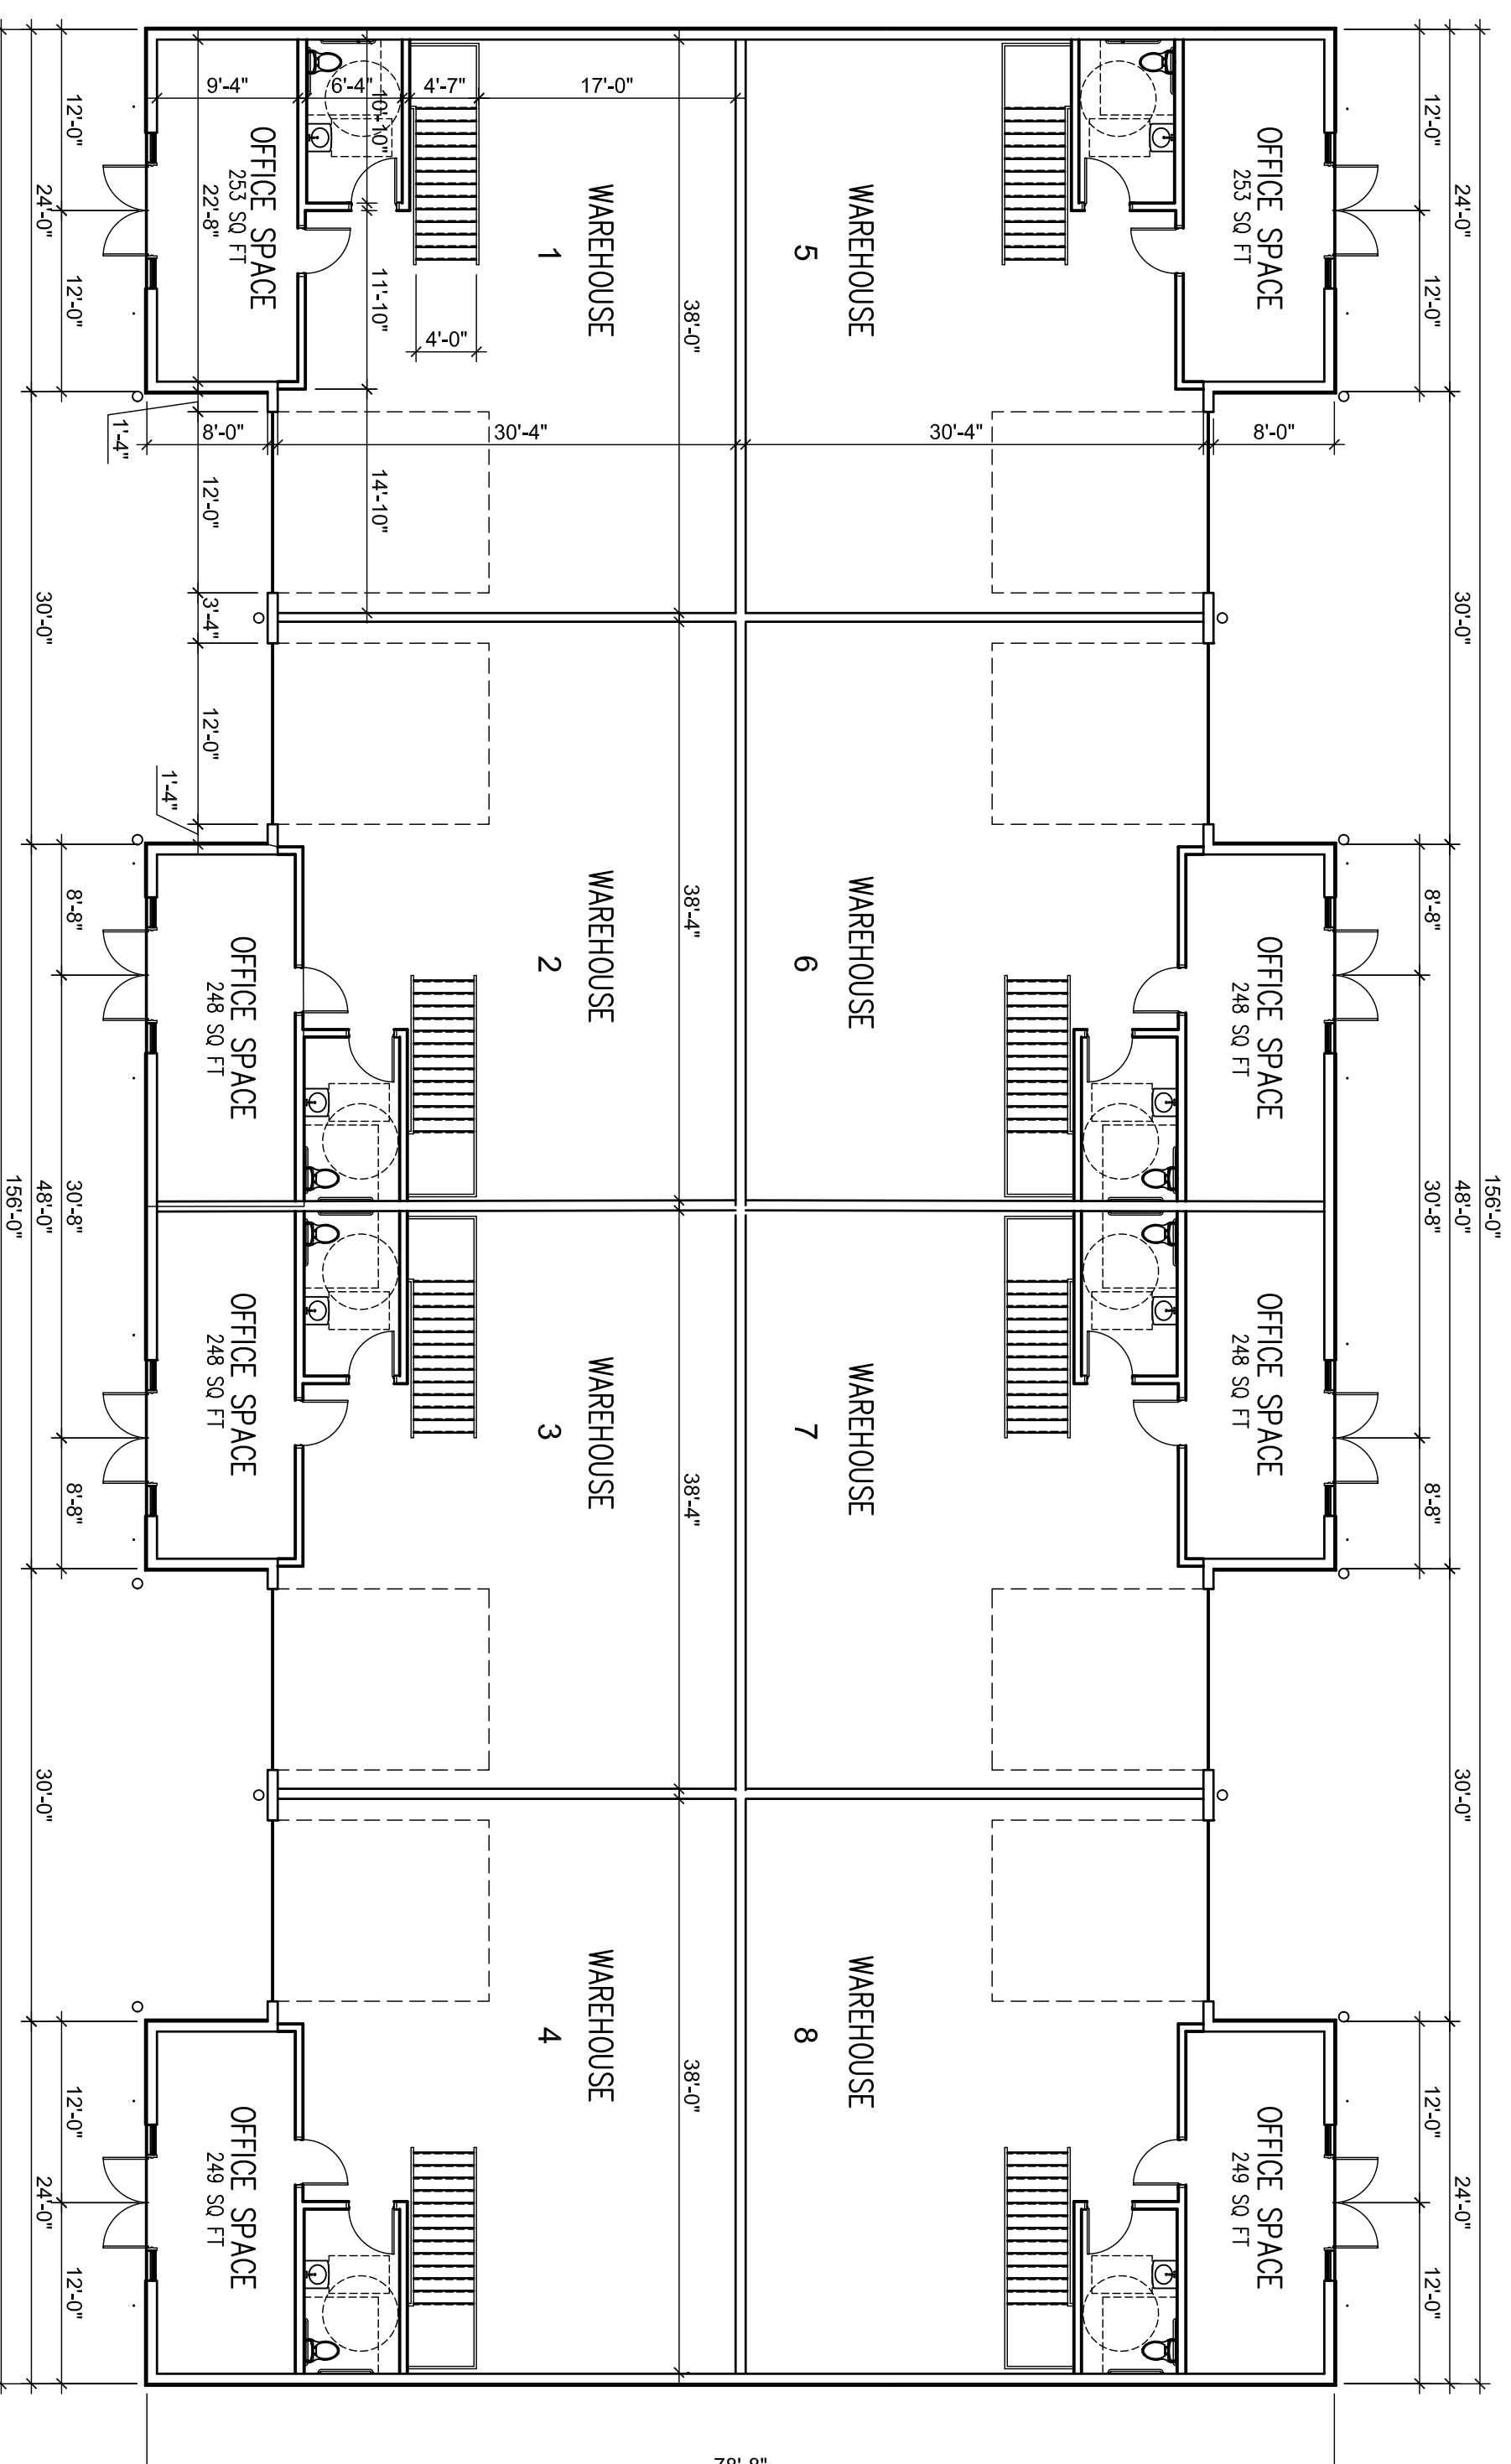 156'-0"
24'-0" 30'-0" 48'-0" 30'-0" 24'-0"
12'-0" 12'-0" 8'-8" 30'-8" 8'-8" 12'-0" 12'-0"
OFFICE SPACE
253 SQ FT
OFFICE SPACE
248 SQ FT
OFFICE SPACE
248 SQ FT
OFFICE SPACE
249 SQ FT
8'-0"
30'-4"
WAREHOUSE
5
WAREHOUSE
6
WAREHOUSE
7
WAREHOUSE
8
78'-8"
38'-0" 38'-4" 38'-4" 38'-0"
WAREHOUSE
1
WAREHOUSE
2
WAREHOUSE
3
WAREHOUSE
4
17'-0"
30'-4"
4'-7"
4'-0"
10'-10" 11'-10" 14'-10"
6'-4"
9'-4"
8'-0"
OFFICE SPACE
253 SQ FT
22'-8"
OFFICE SPACE
248 SQ FT
OFFICE SPACE
248 SQ FT
OFFICE SPACE
249 SQ FT
12'-0" 3'-4" 12'-0"
1'-4"
1'-4"
12'-0" 12'-0" 8'-8" 30'-8" 8'-8" 12'-0" 12'-0"
24'-0" 30'-0" 48'-0" 30'-0" 24'-0"
156'-0"